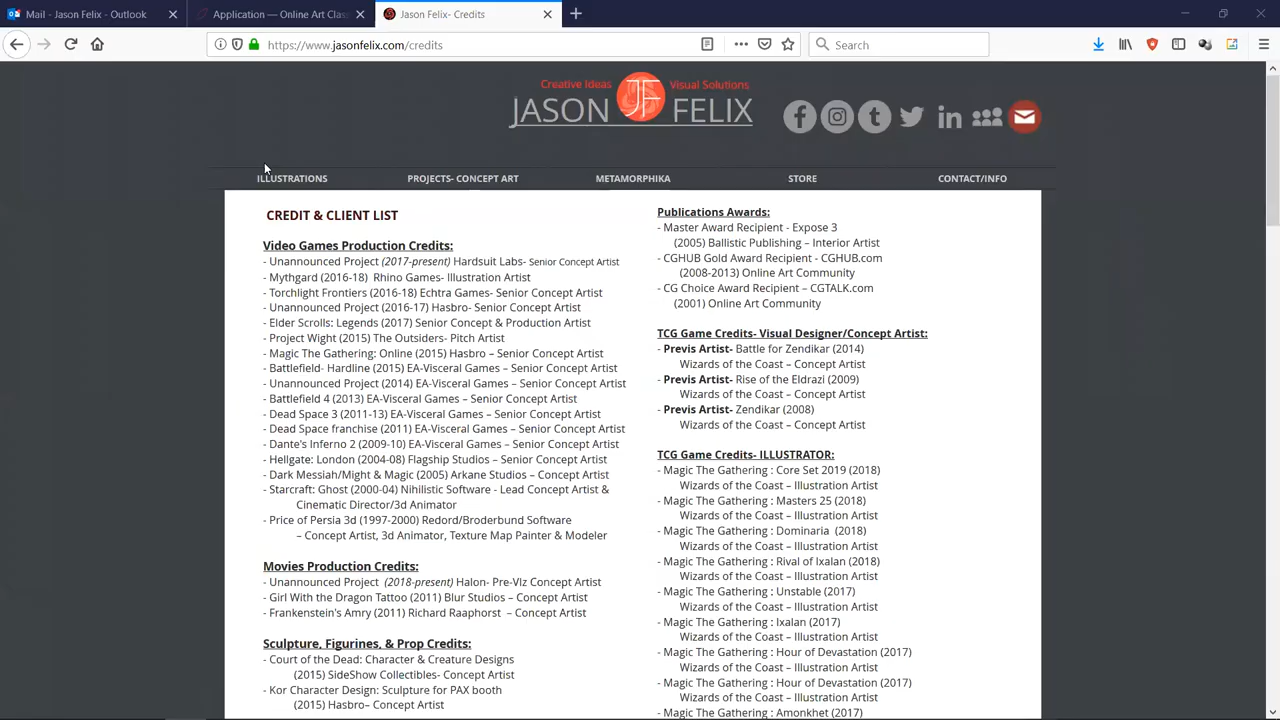 Mail - Jason Felix - Outlook
Application — Online Art Clas
Jason Felix- Credits
https://www.jasonfelix.com/credits
Search
Creative Ideas
Visual Solutions
JASON JF FELIX
ILLUSTRATIONS
PROJECTS- CONCEPT ART
METAMORPHIKA
STORE
CONTACT/INFO
CREDIT & CLIENT LIST
Video Games Production Credits:
- Unannounced Project (2017-present) Hardsuit Labs- Senior Concept Artist
- Mythgard (2016-18) Rhino Games- Illustration Artist
- Torchlight Frontiers (2016-18) Echtra Games- Senior Concept Artist
- Unannounced Project (2016-17) Hasbro- Senior Concept Artist
- Elder Scrolls: Legends (2017) Senior Concept & Production Artist
- Project Wight (2015) The Outsiders- Pitch Artist
- Magic The Gathering: Online (2015) Hasbro – Senior Concept Artist
- Battlefield- Hardline (2015) EA-Visceral Games – Senior Concept Artist
- Unannounced Project (2014) EA-Visceral Games – Senior Concept Artist
- Battlefield 4 (2013) EA-Visceral Games – Senior Concept Artist
- Dead Space 3 (2011-13) EA-Visceral Games – Senior Concept Artist
- Dead Space franchise (2011) EA-Visceral Games – Senior Concept Artist
- Dante's Inferno 2 (2009-10) EA-Visceral Games – Senior Concept Artist
- Hellgate: London (2004-08) Flagship Studios – Senior Concept Artist
- Dark Messiah/Might & Magic (2005) Arkane Studios – Concept Artist
- Starcraft: Ghost (2000-04) Nihilistic Software - Lead Concept Artist &
Cinematic Director/3d Animator
- Price of Persia 3d (1997-2000) Redord/Broderbund Software
– Concept Artist, 3d Animator, Texture Map Painter & Modeler
Movies Production Credits:
- Unannounced Project (2018-present) Halon- Pre-VIz Concept Artist
- Girl With the Dragon Tattoo (2011) Blur Studios – Concept Artist
- Frankenstein's Amry (2011) Richard Raaphorst – Concept Artist
Sculpture, Figurines, & Prop Credits:
- Court of the Dead: Character & Creature Designs
(2015) SideShow Collectibles- Concept Artist
- Kor Character Design: Sculpture for PAX booth
(2015) Hasbro– Concept Artist
Publications Awards:
- Master Award Recipient - Expose 3
(2005) Ballistic Publishing – Interior Artist
- CGHUB Gold Award Recipient - CGHUB.com
(2008-2013) Online Art Community
- CG Choice Award Recipient – CGTALK.com
(2001) Online Art Community
TCG Game Credits- Visual Designer/Concept Artist:
- Previs Artist- Battle for Zendikar (2014)
Wizards of the Coast – Concept Artist
- Previs Artist- Rise of the Eldrazi (2009)
Wizards of the Coast – Concept Artist
- Previs Artist- Zendikar (2008)
Wizards of the Coast – Concept Artist
TCG Game Credits- ILLUSTRATOR:
- Magic The Gathering : Core Set 2019 (2018)
Wizards of the Coast – Illustration Artist
- Magic The Gathering : Masters 25 (2018)
Wizards of the Coast – Illustration Artist
- Magic The Gathering : Dominaria (2018)
Wizards of the Coast – Illustration Artist
- Magic The Gathering : Rival of Ixalan (2018)
Wizards of the Coast – Illustration Artist
- Magic The Gathering : Unstable (2017)
Wizards of the Coast – Illustration Artist
- Magic The Gathering : Ixalan (2017)
Wizards of the Coast – Illustration Artist
- Magic The Gathering : Hour of Devastation (2017)
Wizards of the Coast – Illustration Artist
- Magic The Gathering : Hour of Devastation (2017)
Wizards of the Coast – Illustration Artist
- Magic The Gathering : Amonkhet (2017)